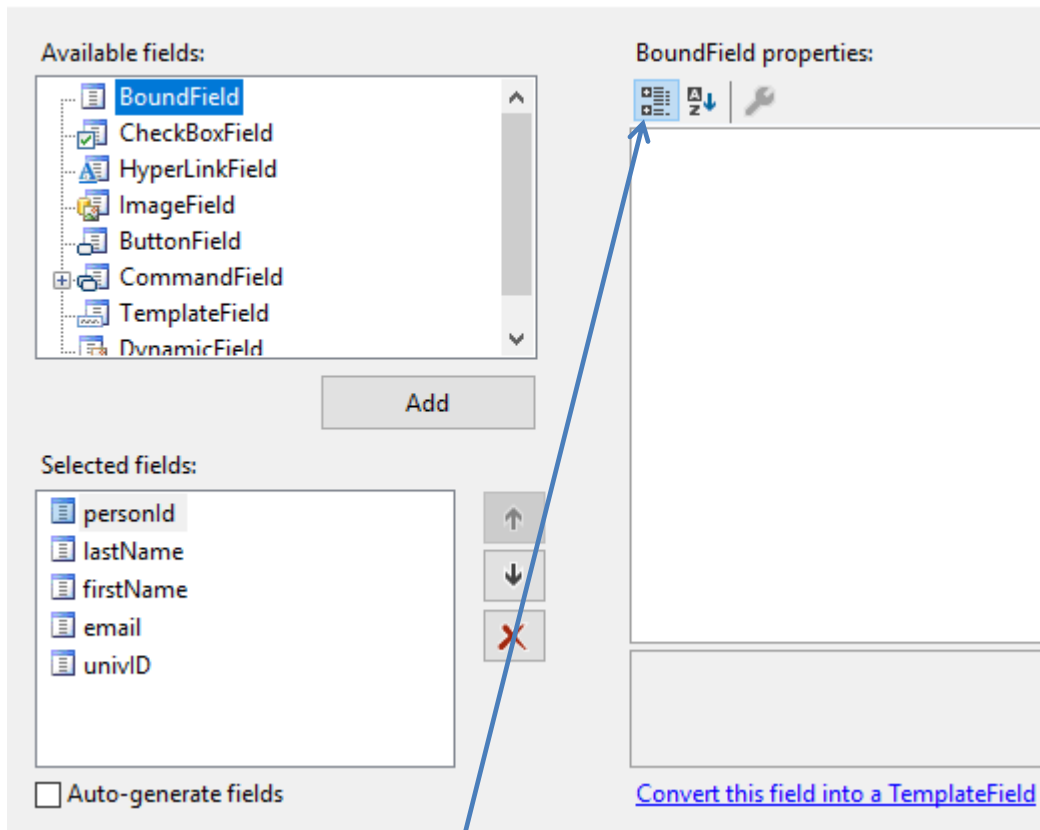 Available fields:
BoundField
CheckBoxField
HyperLinkField
ImageField
ButtonField
CommandField
TemplateField
DynamicField
Add
Selected fields:
personId
lastName
firstName
email
univID
Auto-generate fields
BoundField properties:
Convert this field into a TemplateField